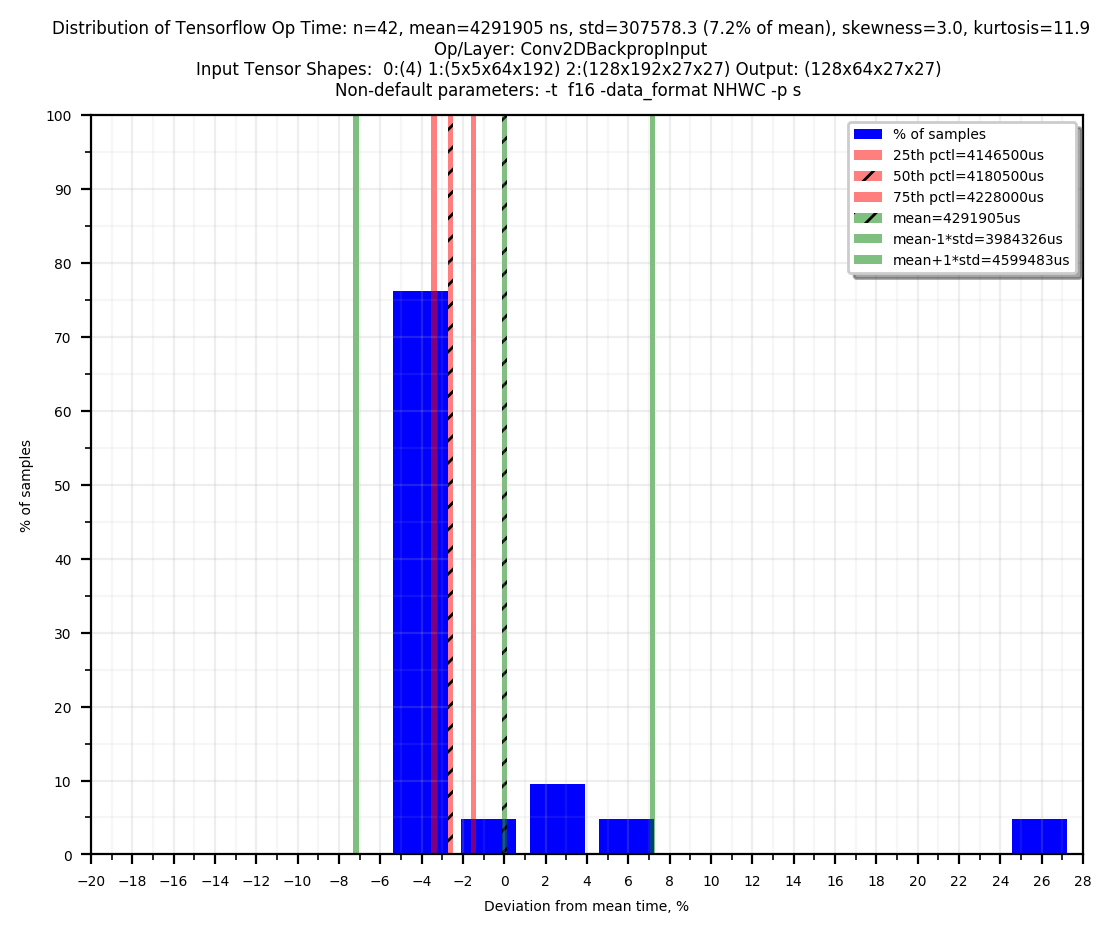 Distribution of Tensorflow Op Time: n=42, mean=4291905 ns, std=307578.3 (7.2% of mean), skewness=3.0, kurtosis=11.9
Op/Layer: Conv2DBackpropInput
Input Tensor Shapes:  0:(4) 1:(5x5x64x192) 2:(128x192x27x27) Output: (128x64x27x27)
Non-default parameters: -t  f16 -data_format NHWC -p s
100
90
80
70
60
50
40
30
20
10
0
% of samples
% of samples
25th pctl=4146500us
50th pctl=4180500us
75th pctl=4228000us
mean=4291905us
mean-1*std=3984326us
mean+1*std=4599483us
−20 −18 −16 −14 −12 −10 −8 −6 −4 −2 0 2 4 6 8 10 12 14 16 18 20 22 24 26 28
Deviation from mean time, %